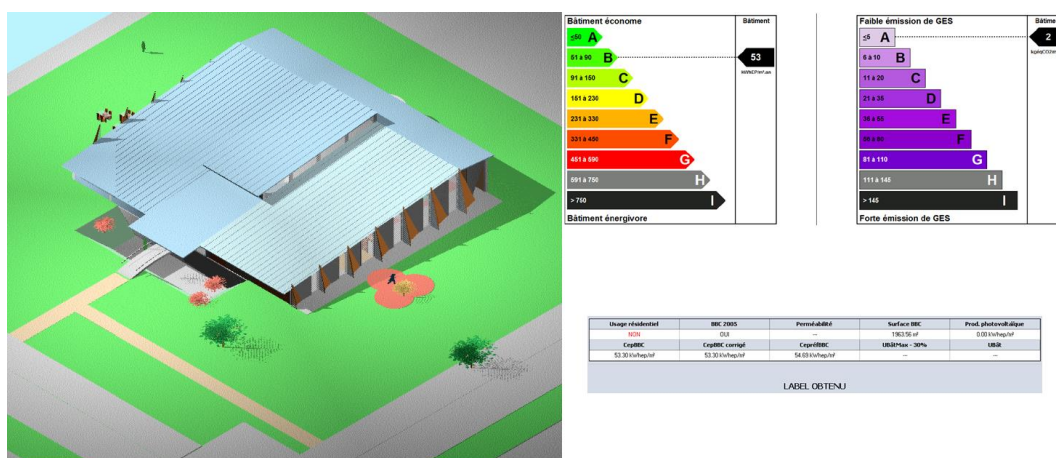 Bâtiment économe Bâtiment
≤50 A
51 à 90 B 53
kWhEP/m².an
91 à 150 C
151 à 230 D
231 à 330 E
331 à 450 F
451 à 590 G
591 à 750 H
> 750 I
Bâtiment énergivore
Faible émission de GES Bâtime
≤5 A 2
6 à 10 B
11 à 20 C
21 à 35 D
36 à 55 E
F
81 à 110 G
111 à 145 H
> 145 I
Forte émission de GES
Usage résidentiel BBC 2005 Perméabilité Surface BBC Prod. photovoltaïque
NON OUI --- 1963.56 m² 0.00 kWhep/m²
CepBBC CepBBC corrigé CepréfBBC UBâtMax - 30% UBât
53.30 kWhep/m² 53.30 kWhep/m² 54.69 kWhep/m² --- ---
LABEL OBTENU